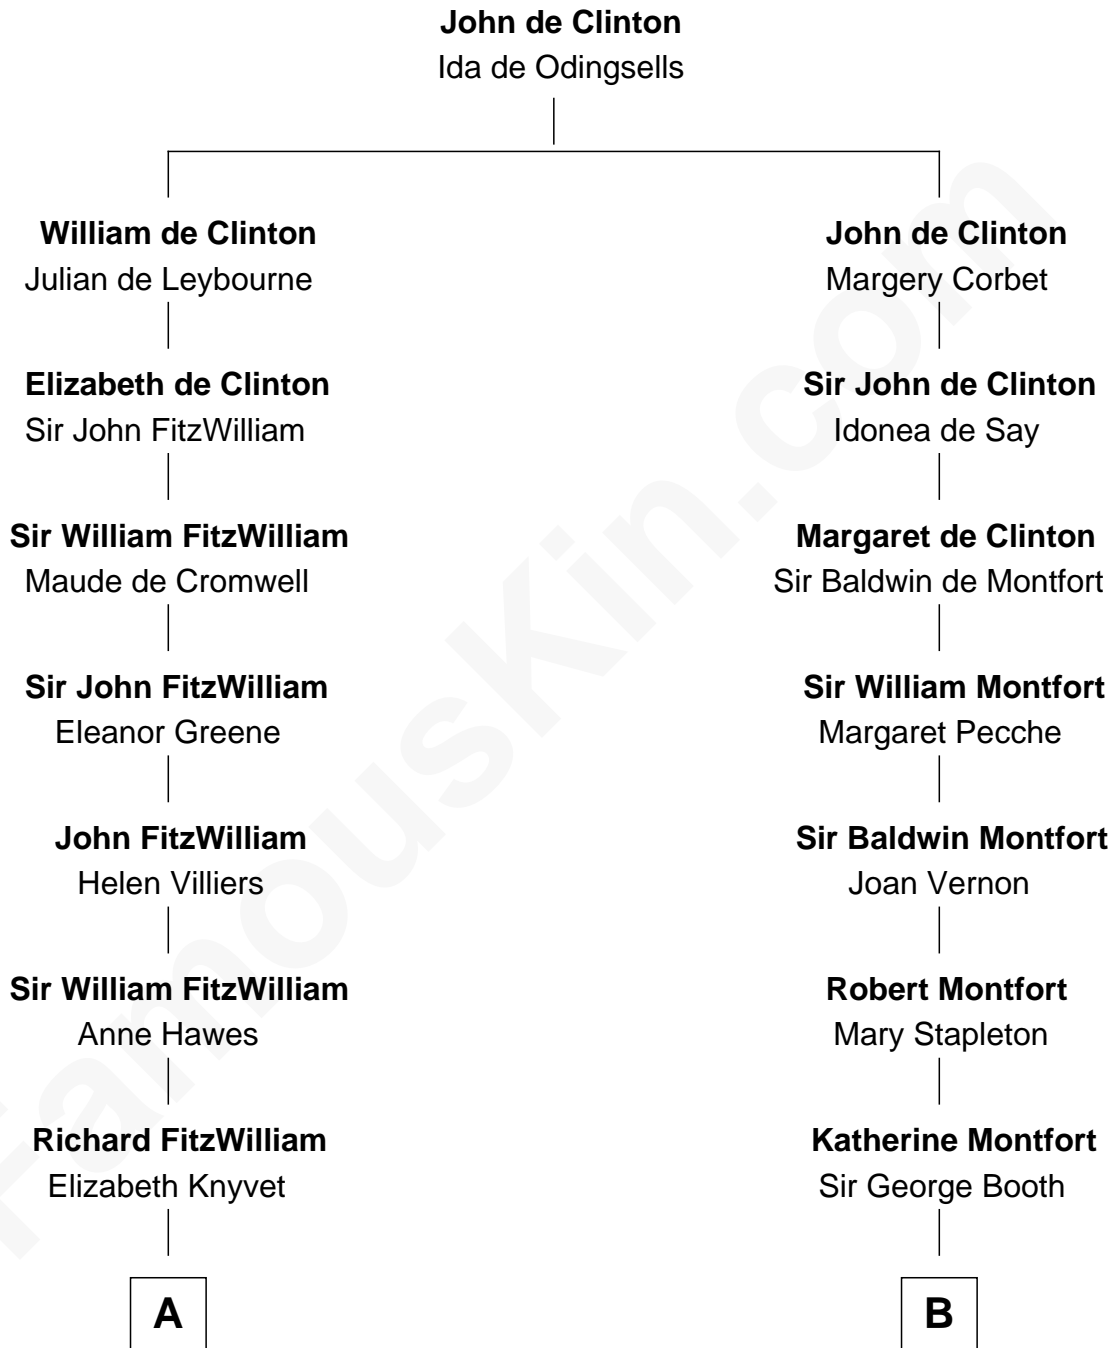 John de Clinton
Ida de Odingsells
William de Clinton
Julian de Leybourne
John de Clinton
Margery Corbet
Elizabeth de Clinton
Sir John FitzWilliam
Sir John de Clinton
Idonea de Say
Sir William FitzWilliam
Maude de Cromwell
Margaret de Clinton
Sir Baldwin de Montfort
Sir John FitzWilliam
Eleanor Greene
Sir William Montfort
Margaret Pecche
John FitzWilliam
Helen Villiers
Sir Baldwin Montfort
Joan Vernon
Sir William FitzWilliam
Anne Hawes
Robert Montfort
Mary Stapleton
Richard FitzWilliam
Elizabeth Knyvet
Katherine Montfort
Sir George Booth
A
B
FamousKin.com